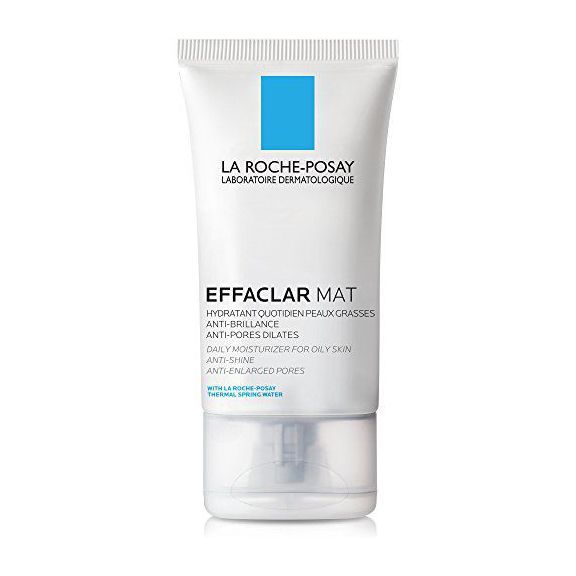 LA ROCHE-POSAY
LABORATOIRE DERMATOLOGIQUE
EFFACLAR MAT
HYDRATANT QUOTIDIEN PEAUX GRASSES
ANTI-BRILLANCE
ANTI-PORES DILATES
DAILY MOISTURIZER FOR OILY SKIN
ANTI-SHINE
ANTI-ENLARGED PORES
WITH LA ROCHE-POSAY
THERMAL SPRING WATER